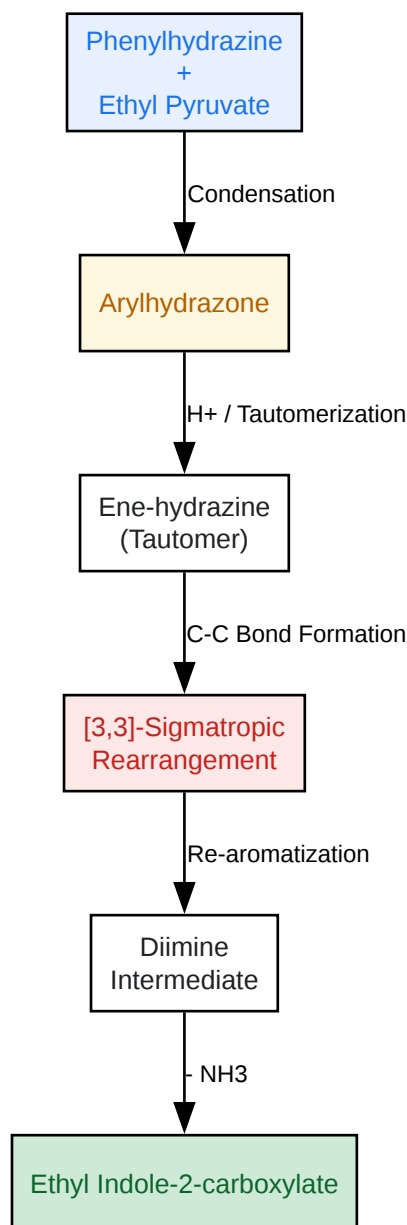 Phenylhydrazine
+
Ethyl Pyruvate
Condensation
Arylhydrazone
H+ / Tautomerization
Ene-hydrazine
(Tautomer)
C-C Bond Formation
[3,3]-Sigmatropic
Rearrangement
Re-aromatization
Diimine
Intermediate
- NH3
Ethyl Indole-2-carboxylate